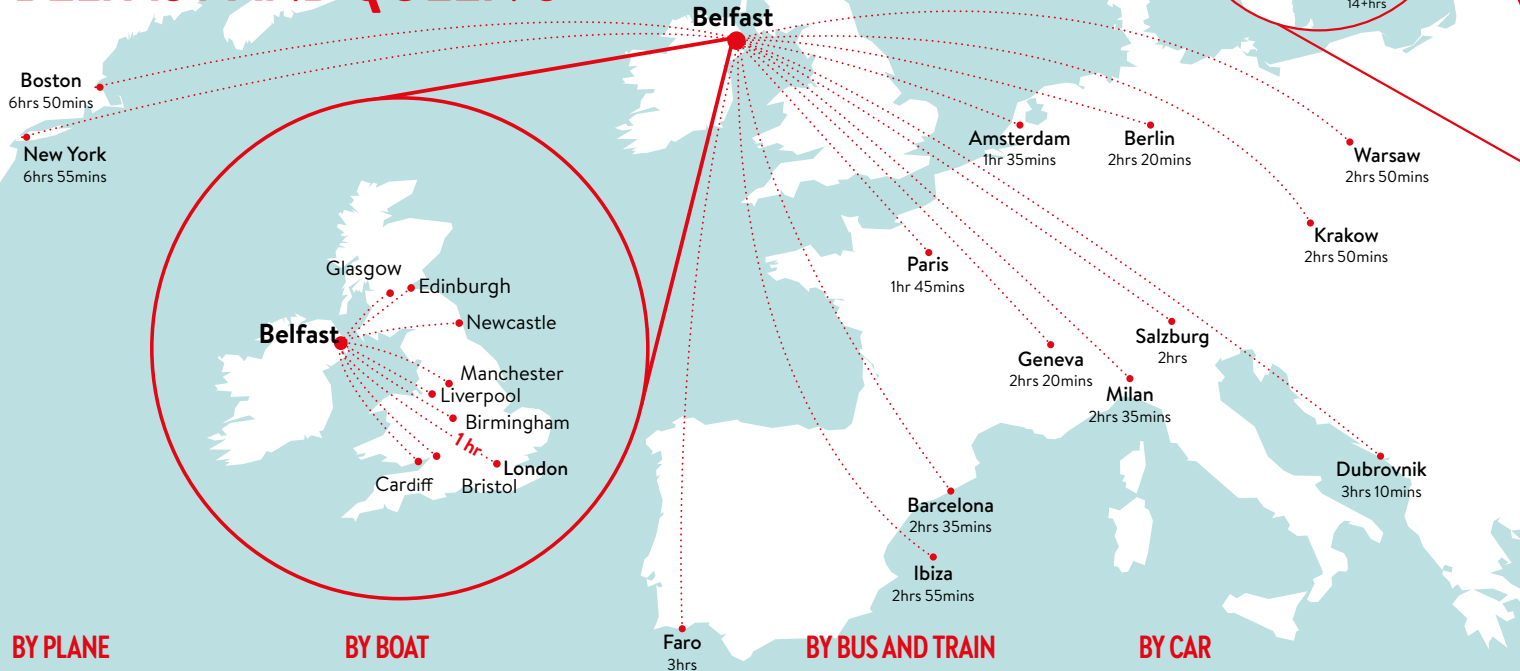 Belfast
14+hrs
Boston
6hrs 50mins
New York
6hrs 55mins
Amsterdam
1hr 35mins
Berlin
2hrs 20mins
Warsaw
2hrs 50mins
Krakow
2hrs 50mins
Paris
1hr 45mins
Glasgow
Edinburgh
Newcastle
Belfast
Manchester
Liverpool
Birmingham
1 hr
London
Cardiff
Bristol
Salzburg
2hrs
Geneva
2hrs 20mins
Milan
2hrs 35mins
Dubrovnik
3hrs 10mins
Barcelona
2hrs 35mins
Ibiza
2hrs 55mins
Faro
3hrs
BY PLANE
BY BOAT
BY BUS AND TRAIN
BY CAR